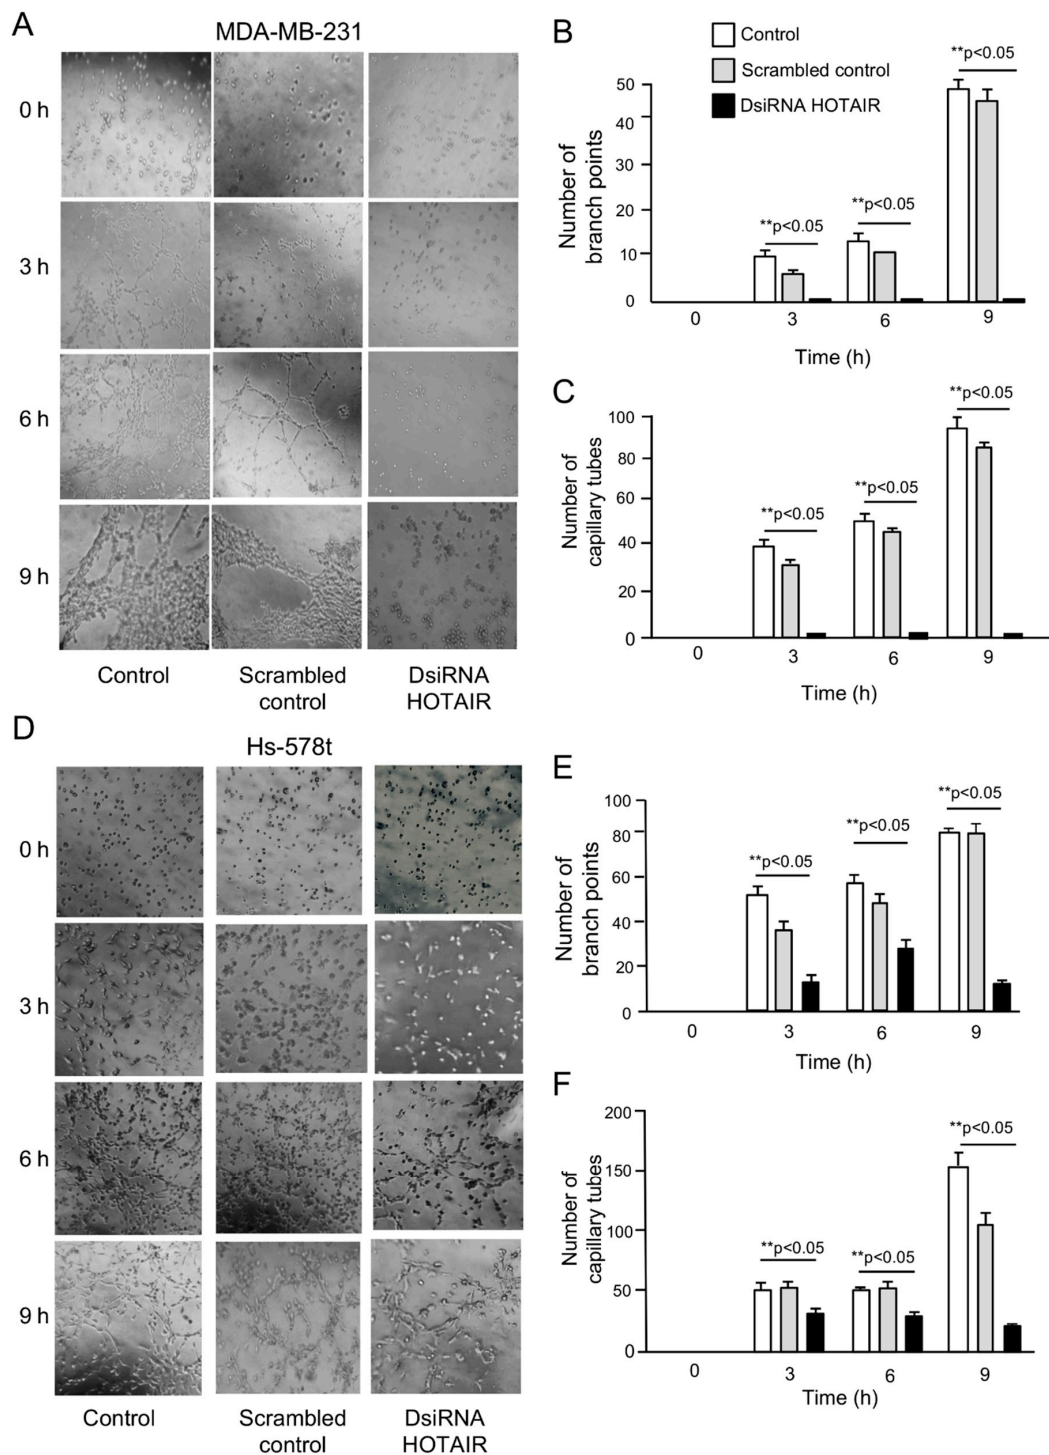 A
MDA-MB-231
0 h
3 h
6 h
9 h
Control
Scrambled
control
DsiRNA
HOTAIR
B
Control
Scrambled control
DsiRNA HOTAIR
Number of
branch points
50
40
30
20
10
0
**p<0.05
**p<0.05
**p<0.05
0
3
6
9
Time (h)
C
Number of
capillary tubes
100
80
60
40
20
0
**p<0.05
**p<0.05
**p<0.05
0
3
6
9
Time (h)
D
Hs-578t
0 h
3 h
6 h
9 h
Control
Scrambled
control
DsiRNA
HOTAIR
E
Number of
branch points
100
80
60
40
20
0
**p<0.05
**p<0.05
**p<0.05
0
3
6
9
Time (h)
F
Number of
capillary tubes
200
150
100
50
0
**p<0.05
**p<0.05
**p<0.05
0
3
6
9
Time (h)